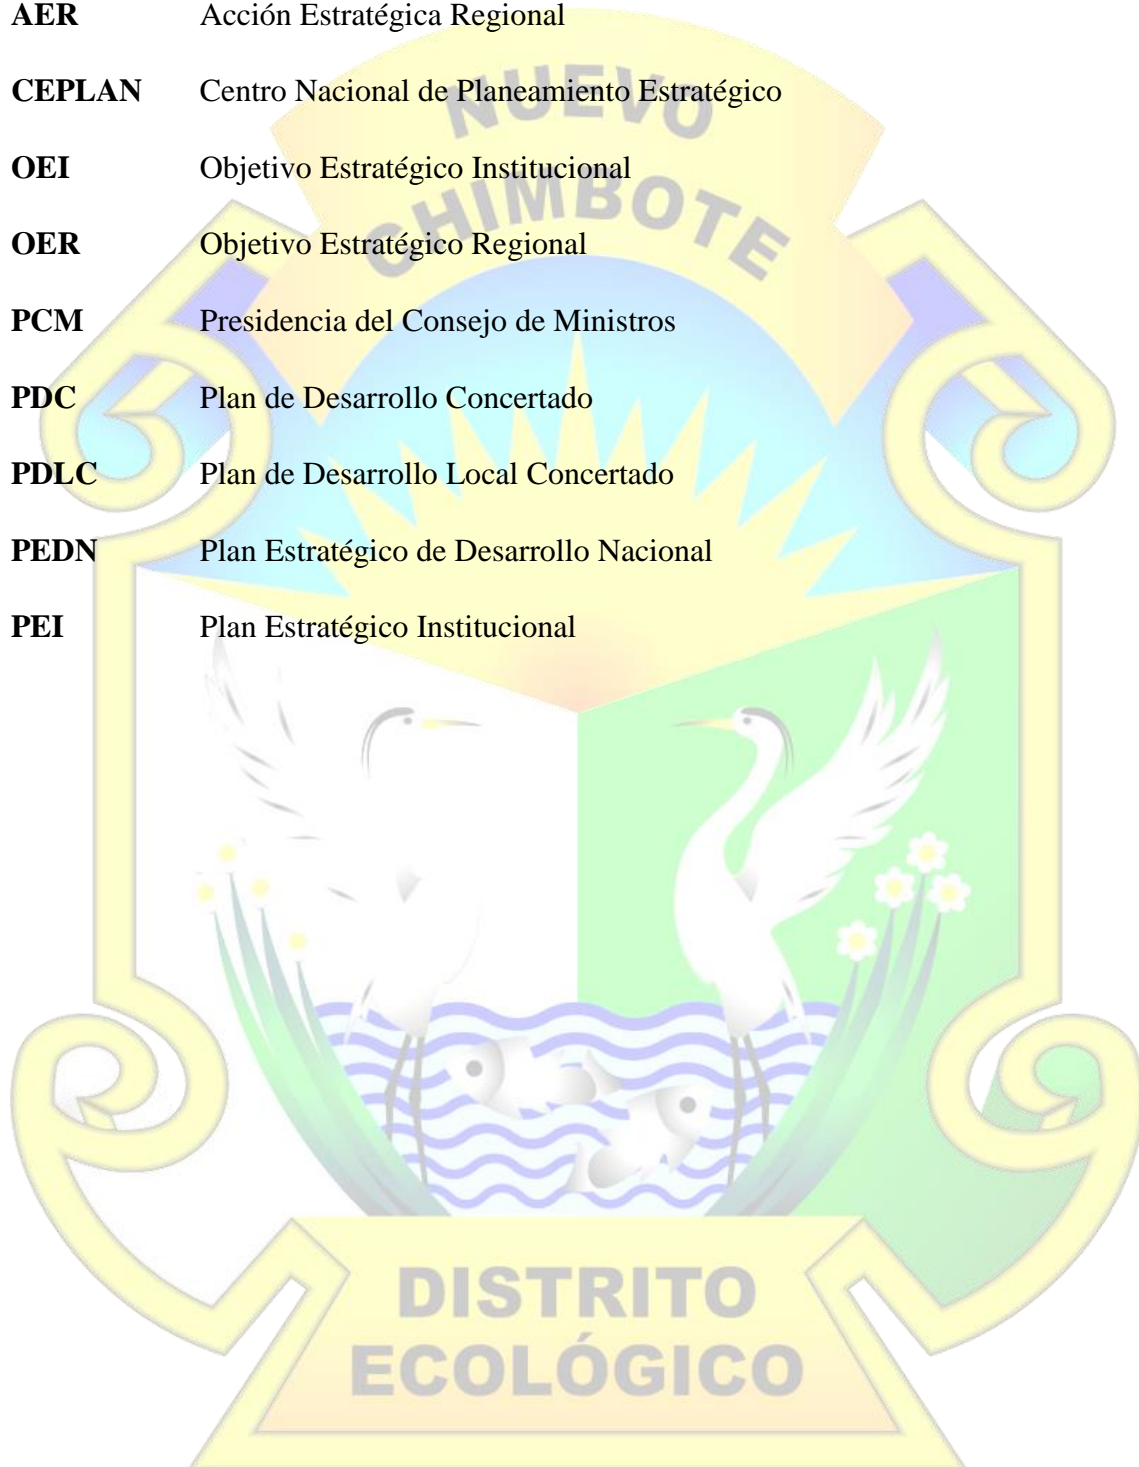 AER Acción Estratégica Regional
CEPLAN Centro Nacional de Planeamiento Estratégico
OEI Objetivo Estratégico Institucional
OER Objetivo Estratégico Regional
PCM Presidencia del Consejo de Ministros
PDC Plan de Desarrollo Concertado
PDLC Plan de Desarrollo Local Concertado
PEDN Plan Estratégico de Desarrollo Nacional
PEI Plan Estratégico Institucional
NUEVO
CHIMBOTE
DISTRITO
ECOLÓGICO